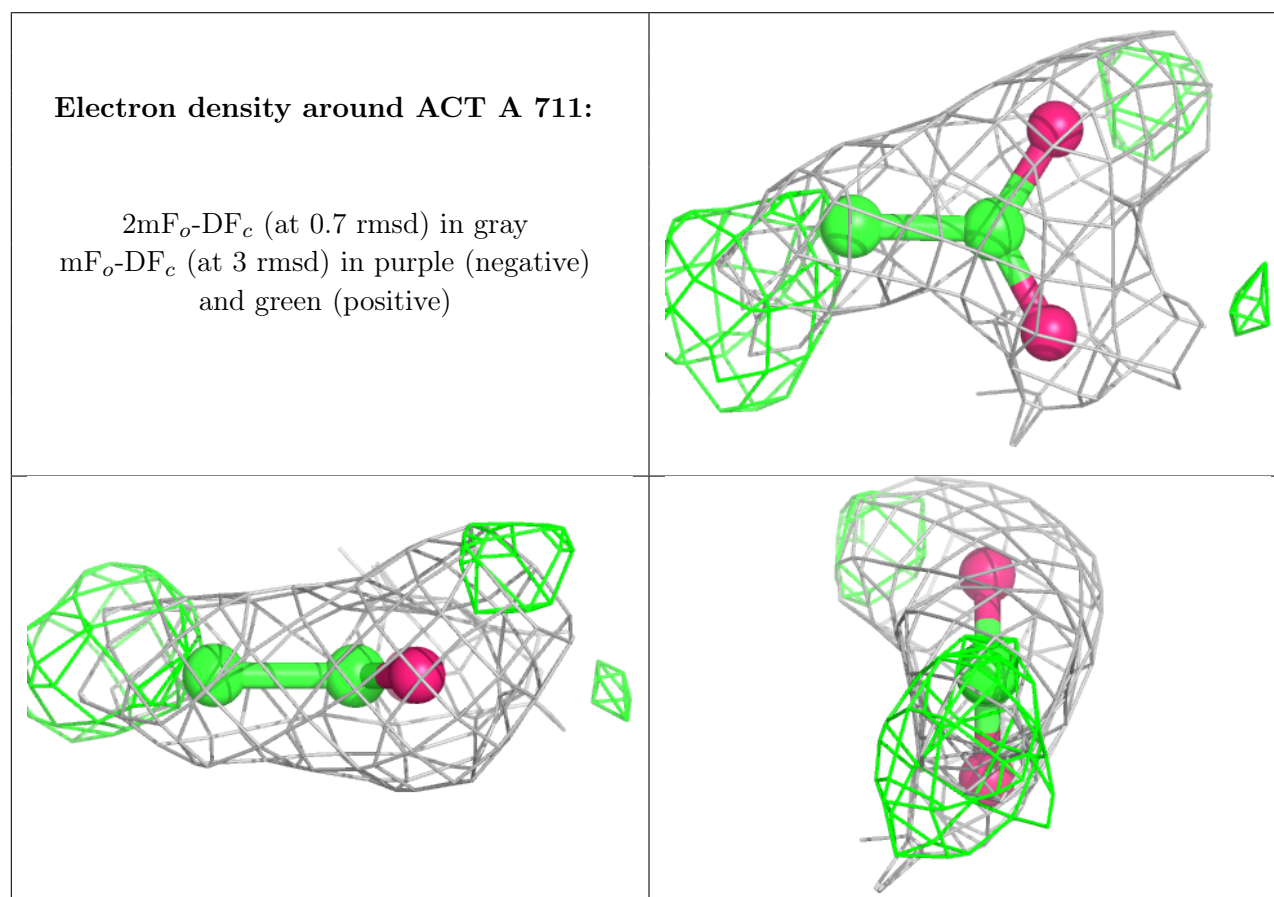 Electron density around ACT A 711:
2mFₒ-DF𝒸 (at 0.7 rmsd) in gray
mFₒ-DF𝒸 (at 3 rmsd) in purple (negative)
and green (positive)